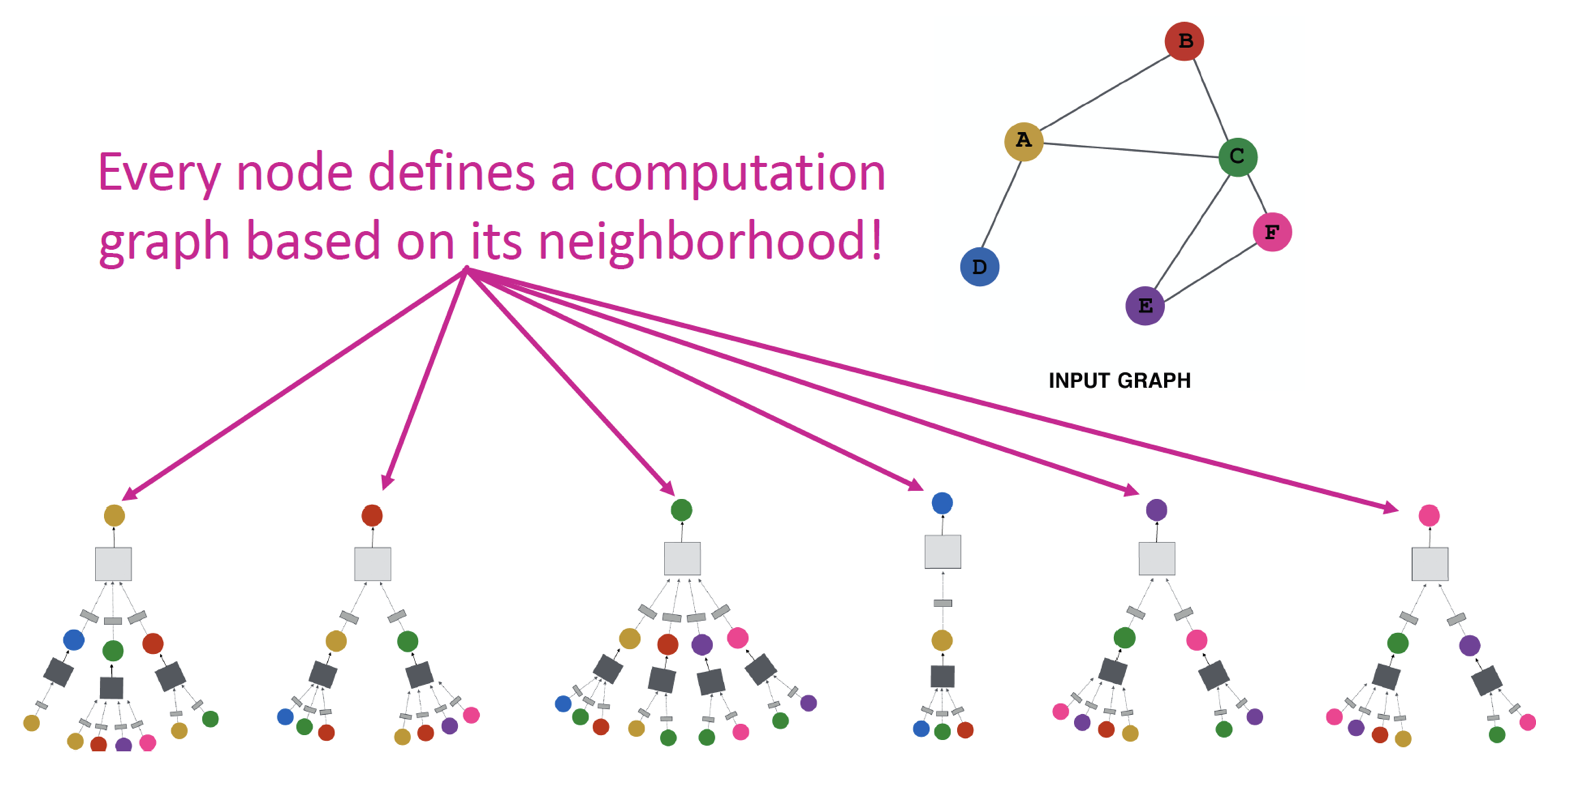 Every node defines a computation
graph based on its neighborhood!
B
A
C
F
D
E
INPUT GRAPH